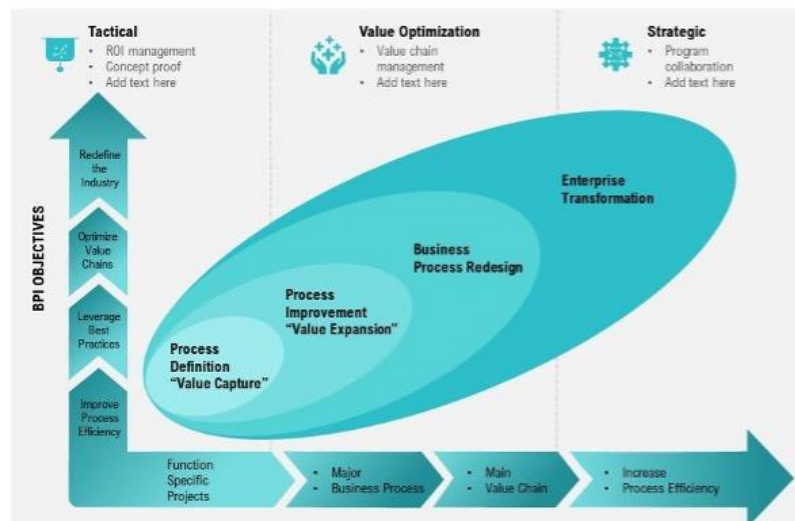 Tactical
• ROI management
• Concept proof
• Add text here
Value Optimization
• Value chain
management
• Add text here
Strategic
• Program
collaboration
• Add text here
BPI OBJECTIVES
Redefine
the
Industry
Optimize
Value
Chains
Leverage
Best
Practices
Improve
Process
Efficiency
Enterprise
Transformation
Business
Process Redesign
Process
Improvement
“Value Expansion”
Process
Definition
“Value Capture”
Function
Specific
Projects
• Major
• Business Process
• Main
• Value Chain
• Increase
• Process Efficiency